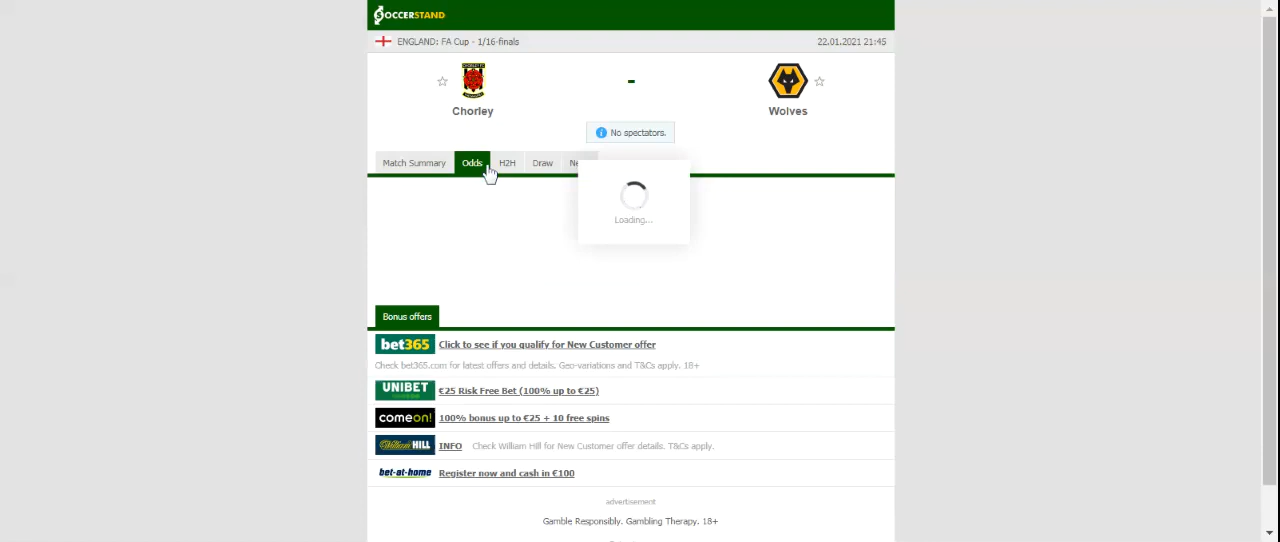 SOCCERSTAND
ENGLAND: FA Cup - 1/16-finals 22.01.2021 21:45
-
Chorley Wolves
No spectators.
Match Summary Odds H2H Draw
Loading...
Bonus offers
bet365 Click to see if you qualify for New Customer offer
Check bet365.com for latest offers and details. Geo-variations and T&Cs apply. 18+
UNIBET €25 Risk Free Bet (100% up to €25)
comeon! 100% bonus up to €25 + 10 free spins
William HILL INFO Check William Hill for New Customer offer details. T&Cs apply.
bet-at-home Register now and cash in €100
advertisement
Gamble Responsibly. Gambling Therapy. 18+